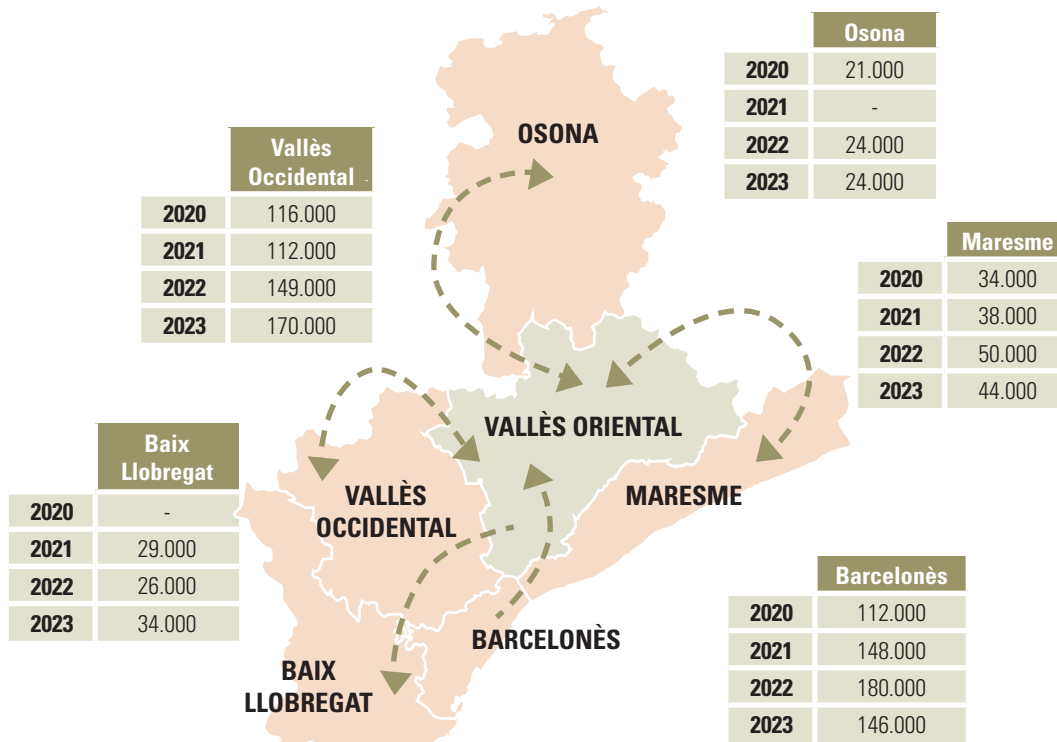 Osona
2020 21.000
2021 -
2022 24.000
2023 24.000
Vallès
Occidental
2020 116.000
2021 112.000
2022 149.000
2023 170.000
Maresme
2020 34.000
2021 38.000
2022 50.000
2023 44.000
Baix
Llobregat
2020 -
2021 29.000
2022 26.000
2023 34.000
Barcelonès
2020 112.000
2021 148.000
2022 180.000
2023 146.000
OSONA
VALLÈS ORIENTAL
VALLÈS
OCCIDENTAL
MARESME
BARCELONÈS
BAIX
LLOBREGAT